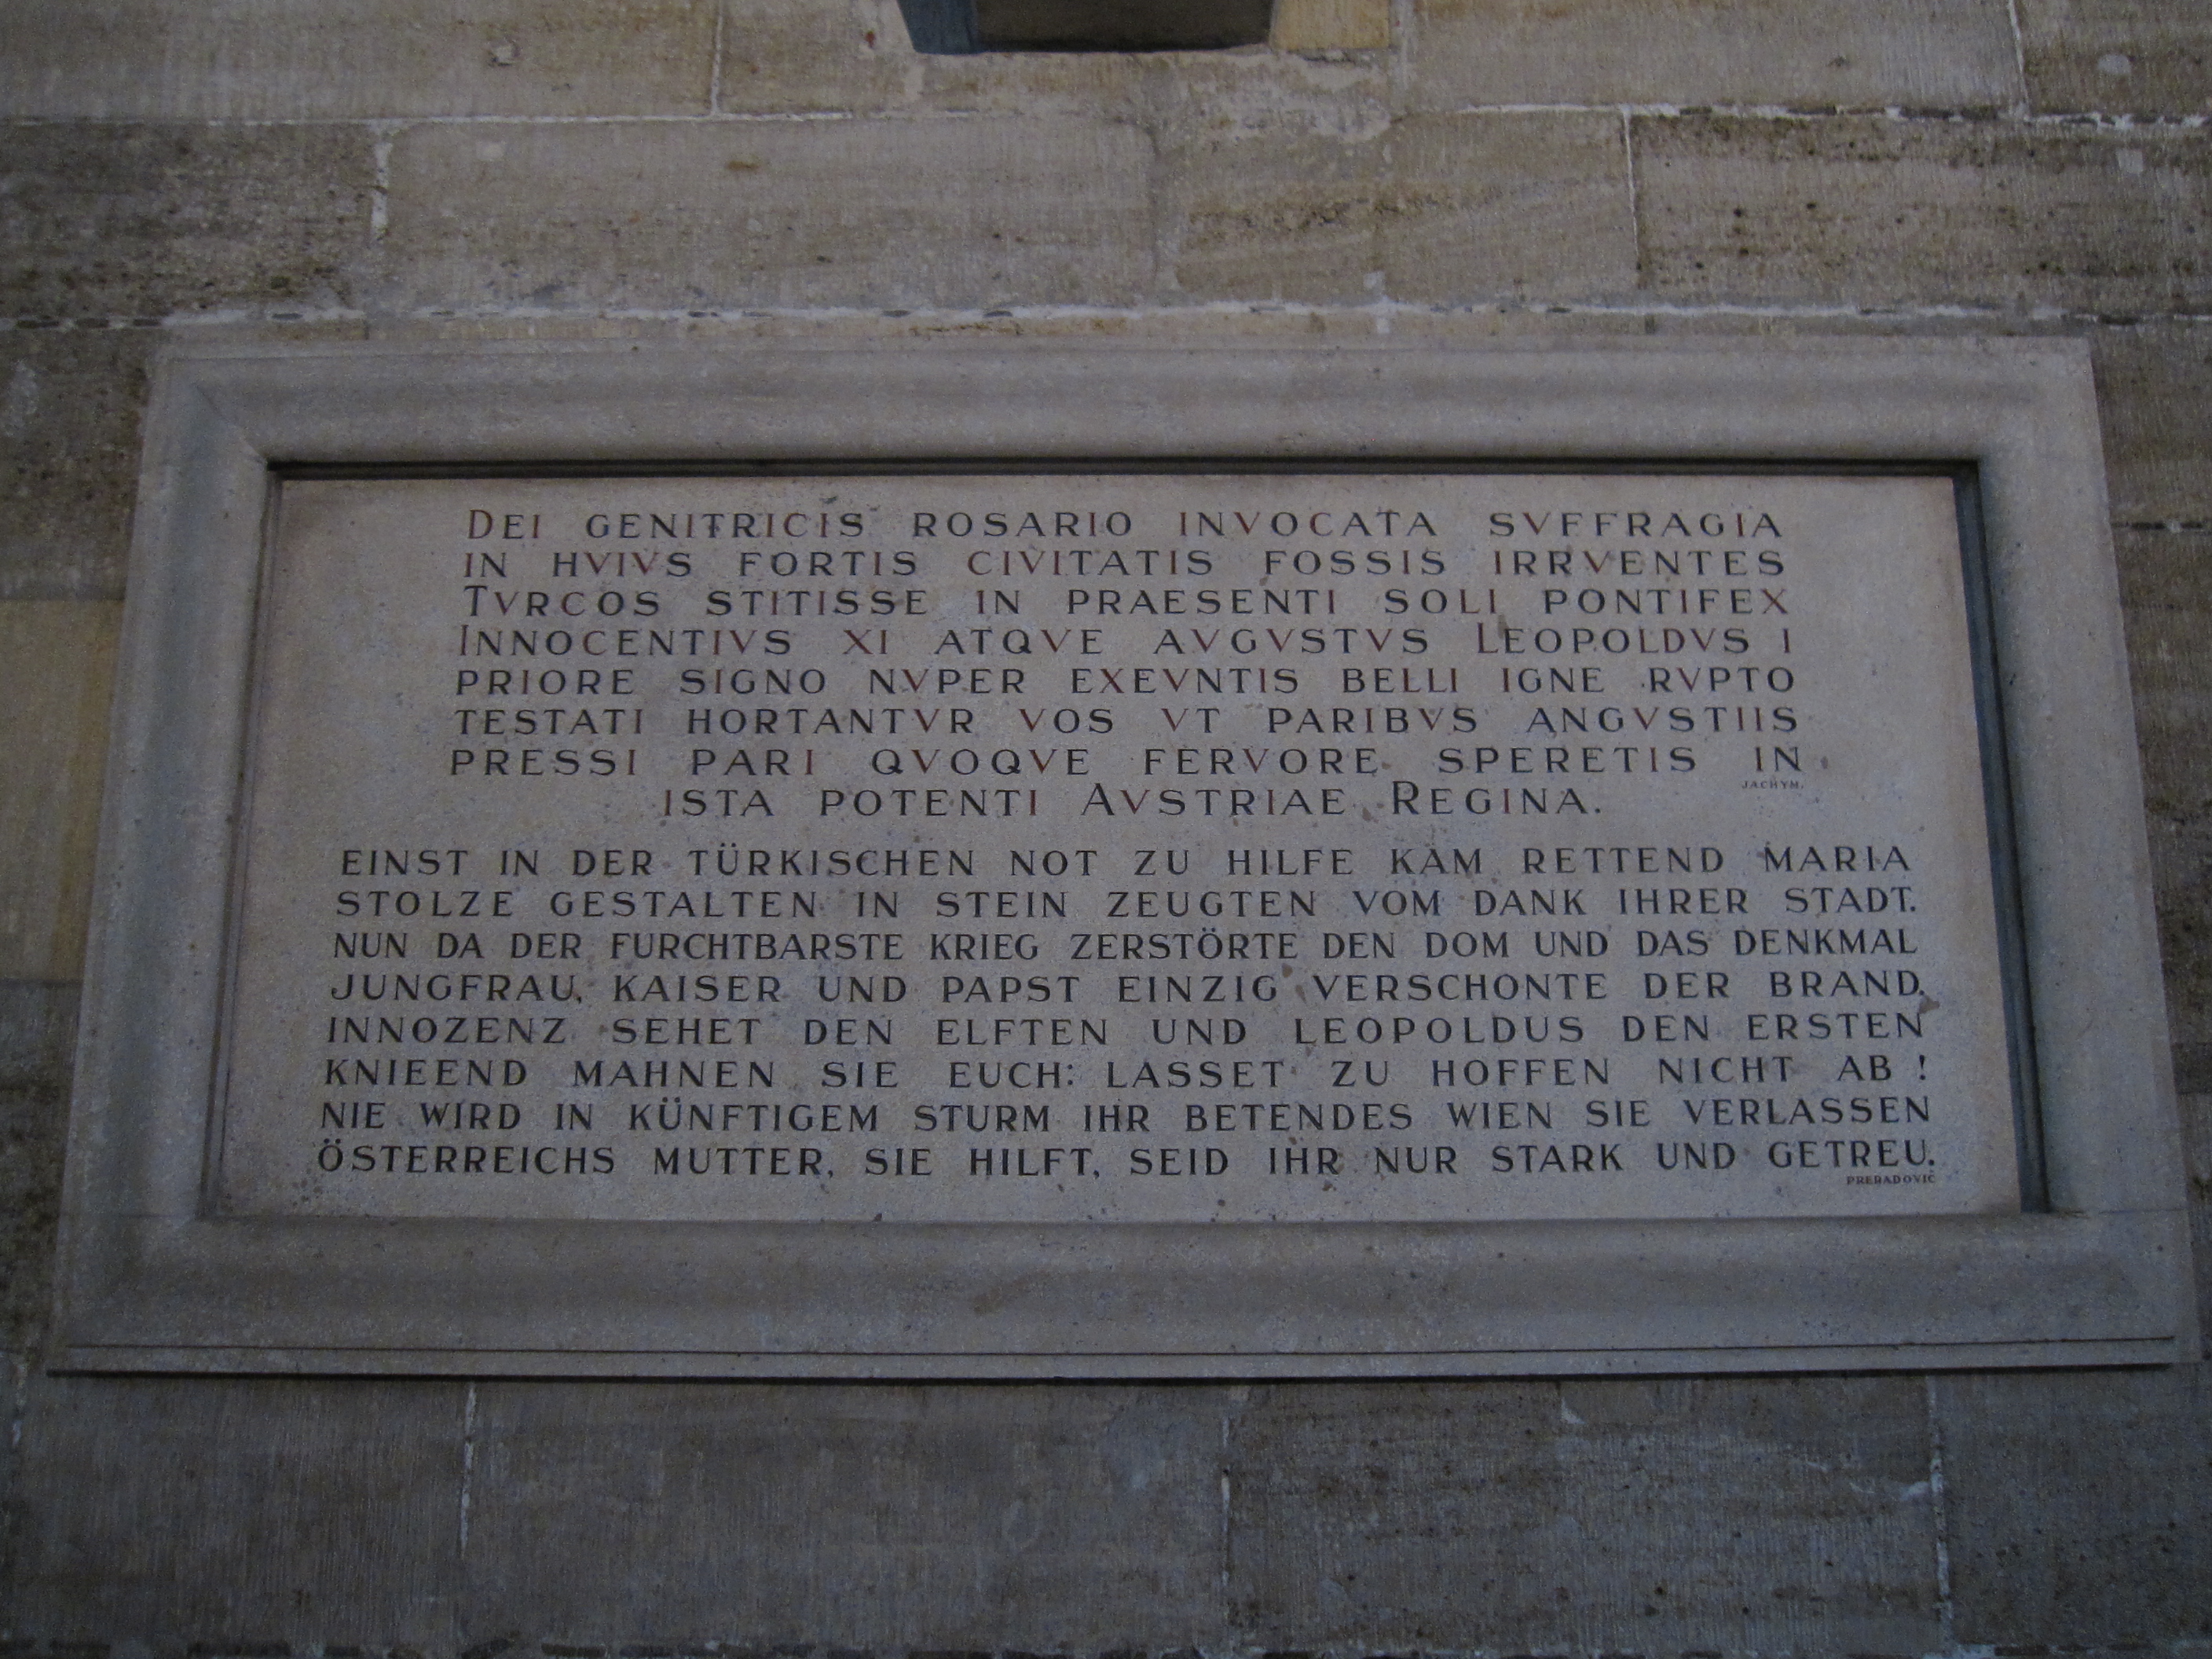 DEI GENITRICIS ROSARIO INVOCATA SVFFRAGIA
IN HVIVS FORTIS CIVITATIS FOSSIS IRRVENTES
TVRCOS STITISSE IN PRAESENTI SOLI PONTIFEX
INNOCENTIVS XI ATQVE AVGVSTVS LEOPOLDVS I
PRIORE SIGNO NVPER EXEVNTIS BELLI IGNE RVPTO
TESTATI HORTANTVR VOS VT PARIBVS ANGVSTIIS
PRESSI PARI QVOQVE FERVORE SPERETIS IN
JACHYM.
ISTA POTENTI AVSTRIAE REGINA.
EINST IN DER TÜRKISCHEN NOT ZU HILFE KAM RETTEND MARIA
STOLZE GESTALTEN IN STEIN ZEUGTEN VOM DANK IHRER STADT.
NUN DA DER FURCHTBARSTE KRIEG ZERSTÖRTE DEN DOM UND DAS DENKMAL
JUNGFRAU, KAISER UND PAPST EINZIG VERSCHONTE DER BRAND.
INNOZENZ SEHET DEN ELFTEN UND LEOPOLDUS DEN ERSTEN
KNIEEND MAHNEN SIE EUCH: LASSET ZU HOFFEN NICHT AB !
NIE WIRD IN KÜNFTIGEM STURM IHR BETENDES WIEN SIE VERLASSEN
ÖSTERREICHS MUTTER, SIE HILFT, SEID IHR NUR STARK UND GETREU.
PRERADOVIĆ